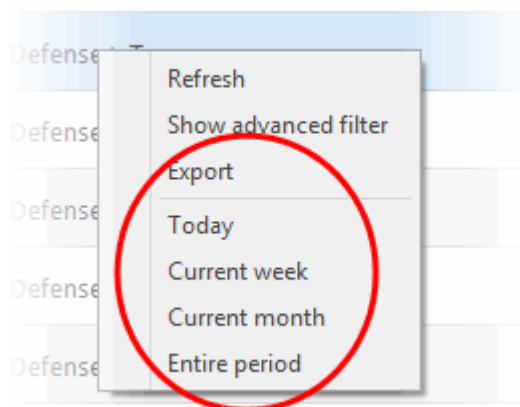 Defense+
Refresh
Show advanced filter
Defense
Export
Defense
Today
Current week
Defense
Current month
Defense
Entire period